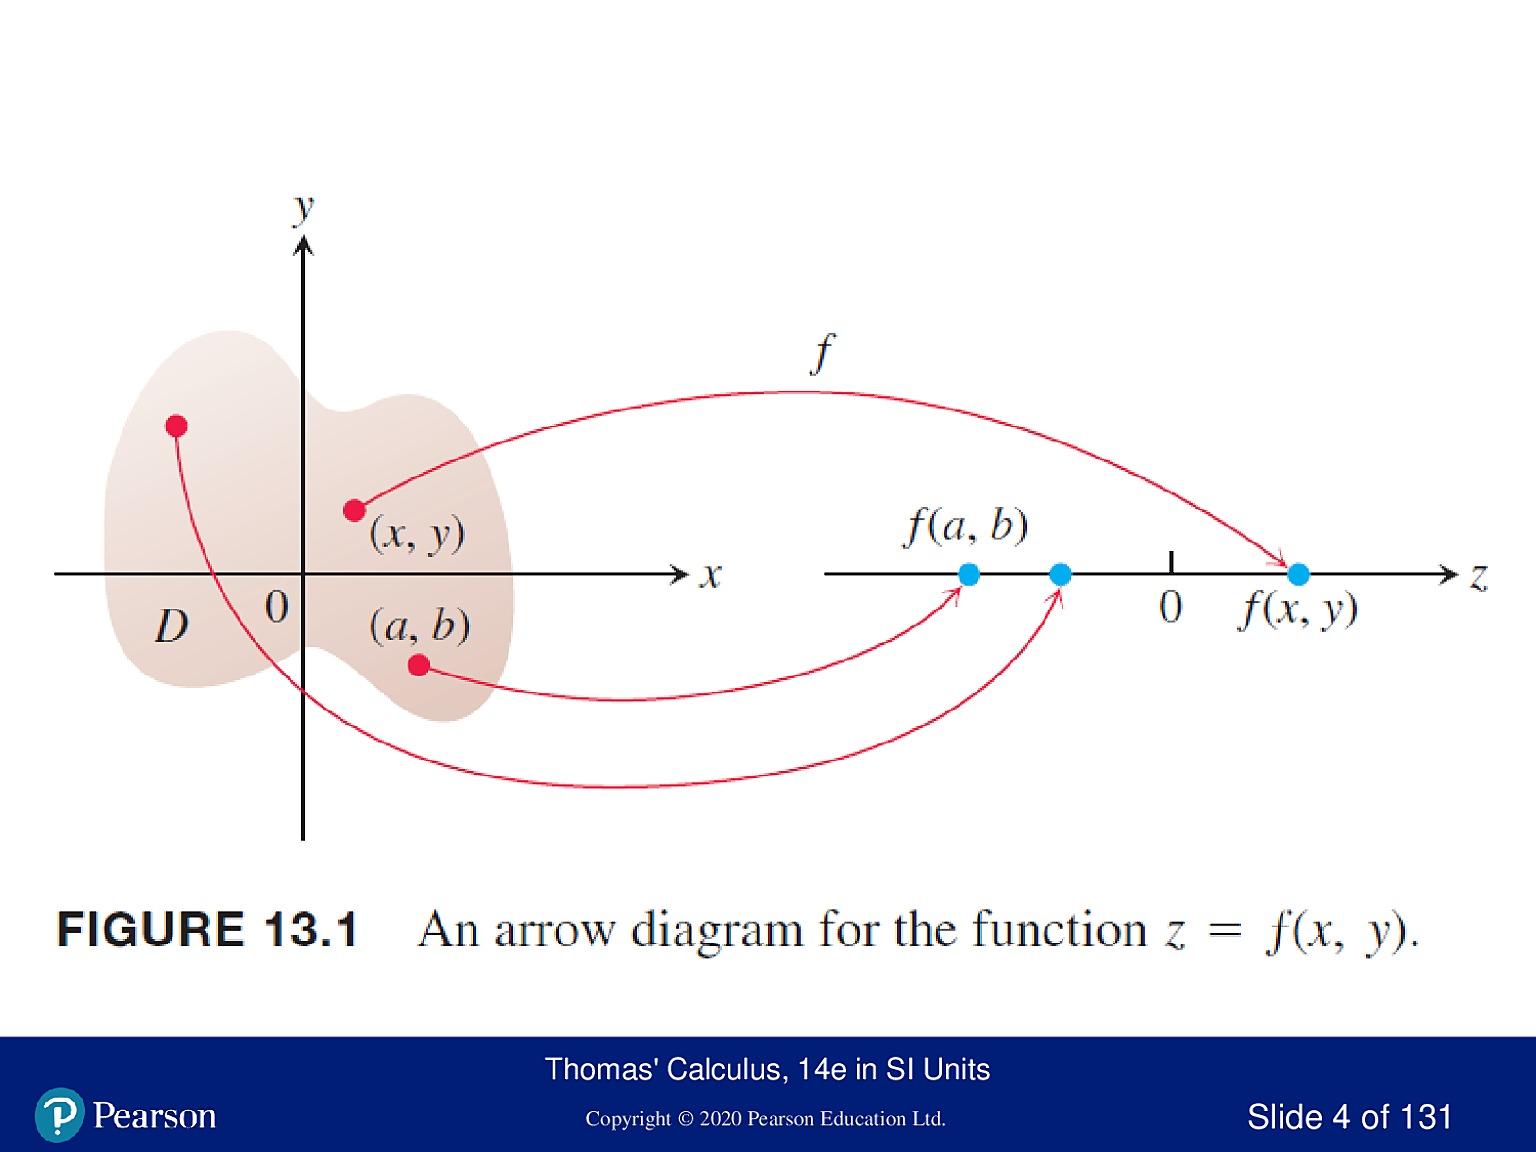 y
f
(x, y)
f(a, b)
x
z
0
D
(a, b)
0
f(x, y)
FIGURE 13.1 An arrow diagram for the function z = f(x, y).
Thomas' Calculus, 14e in SI Units
Pearson
Copyright © 2020 Pearson Education Ltd.
Slide 4 of 131